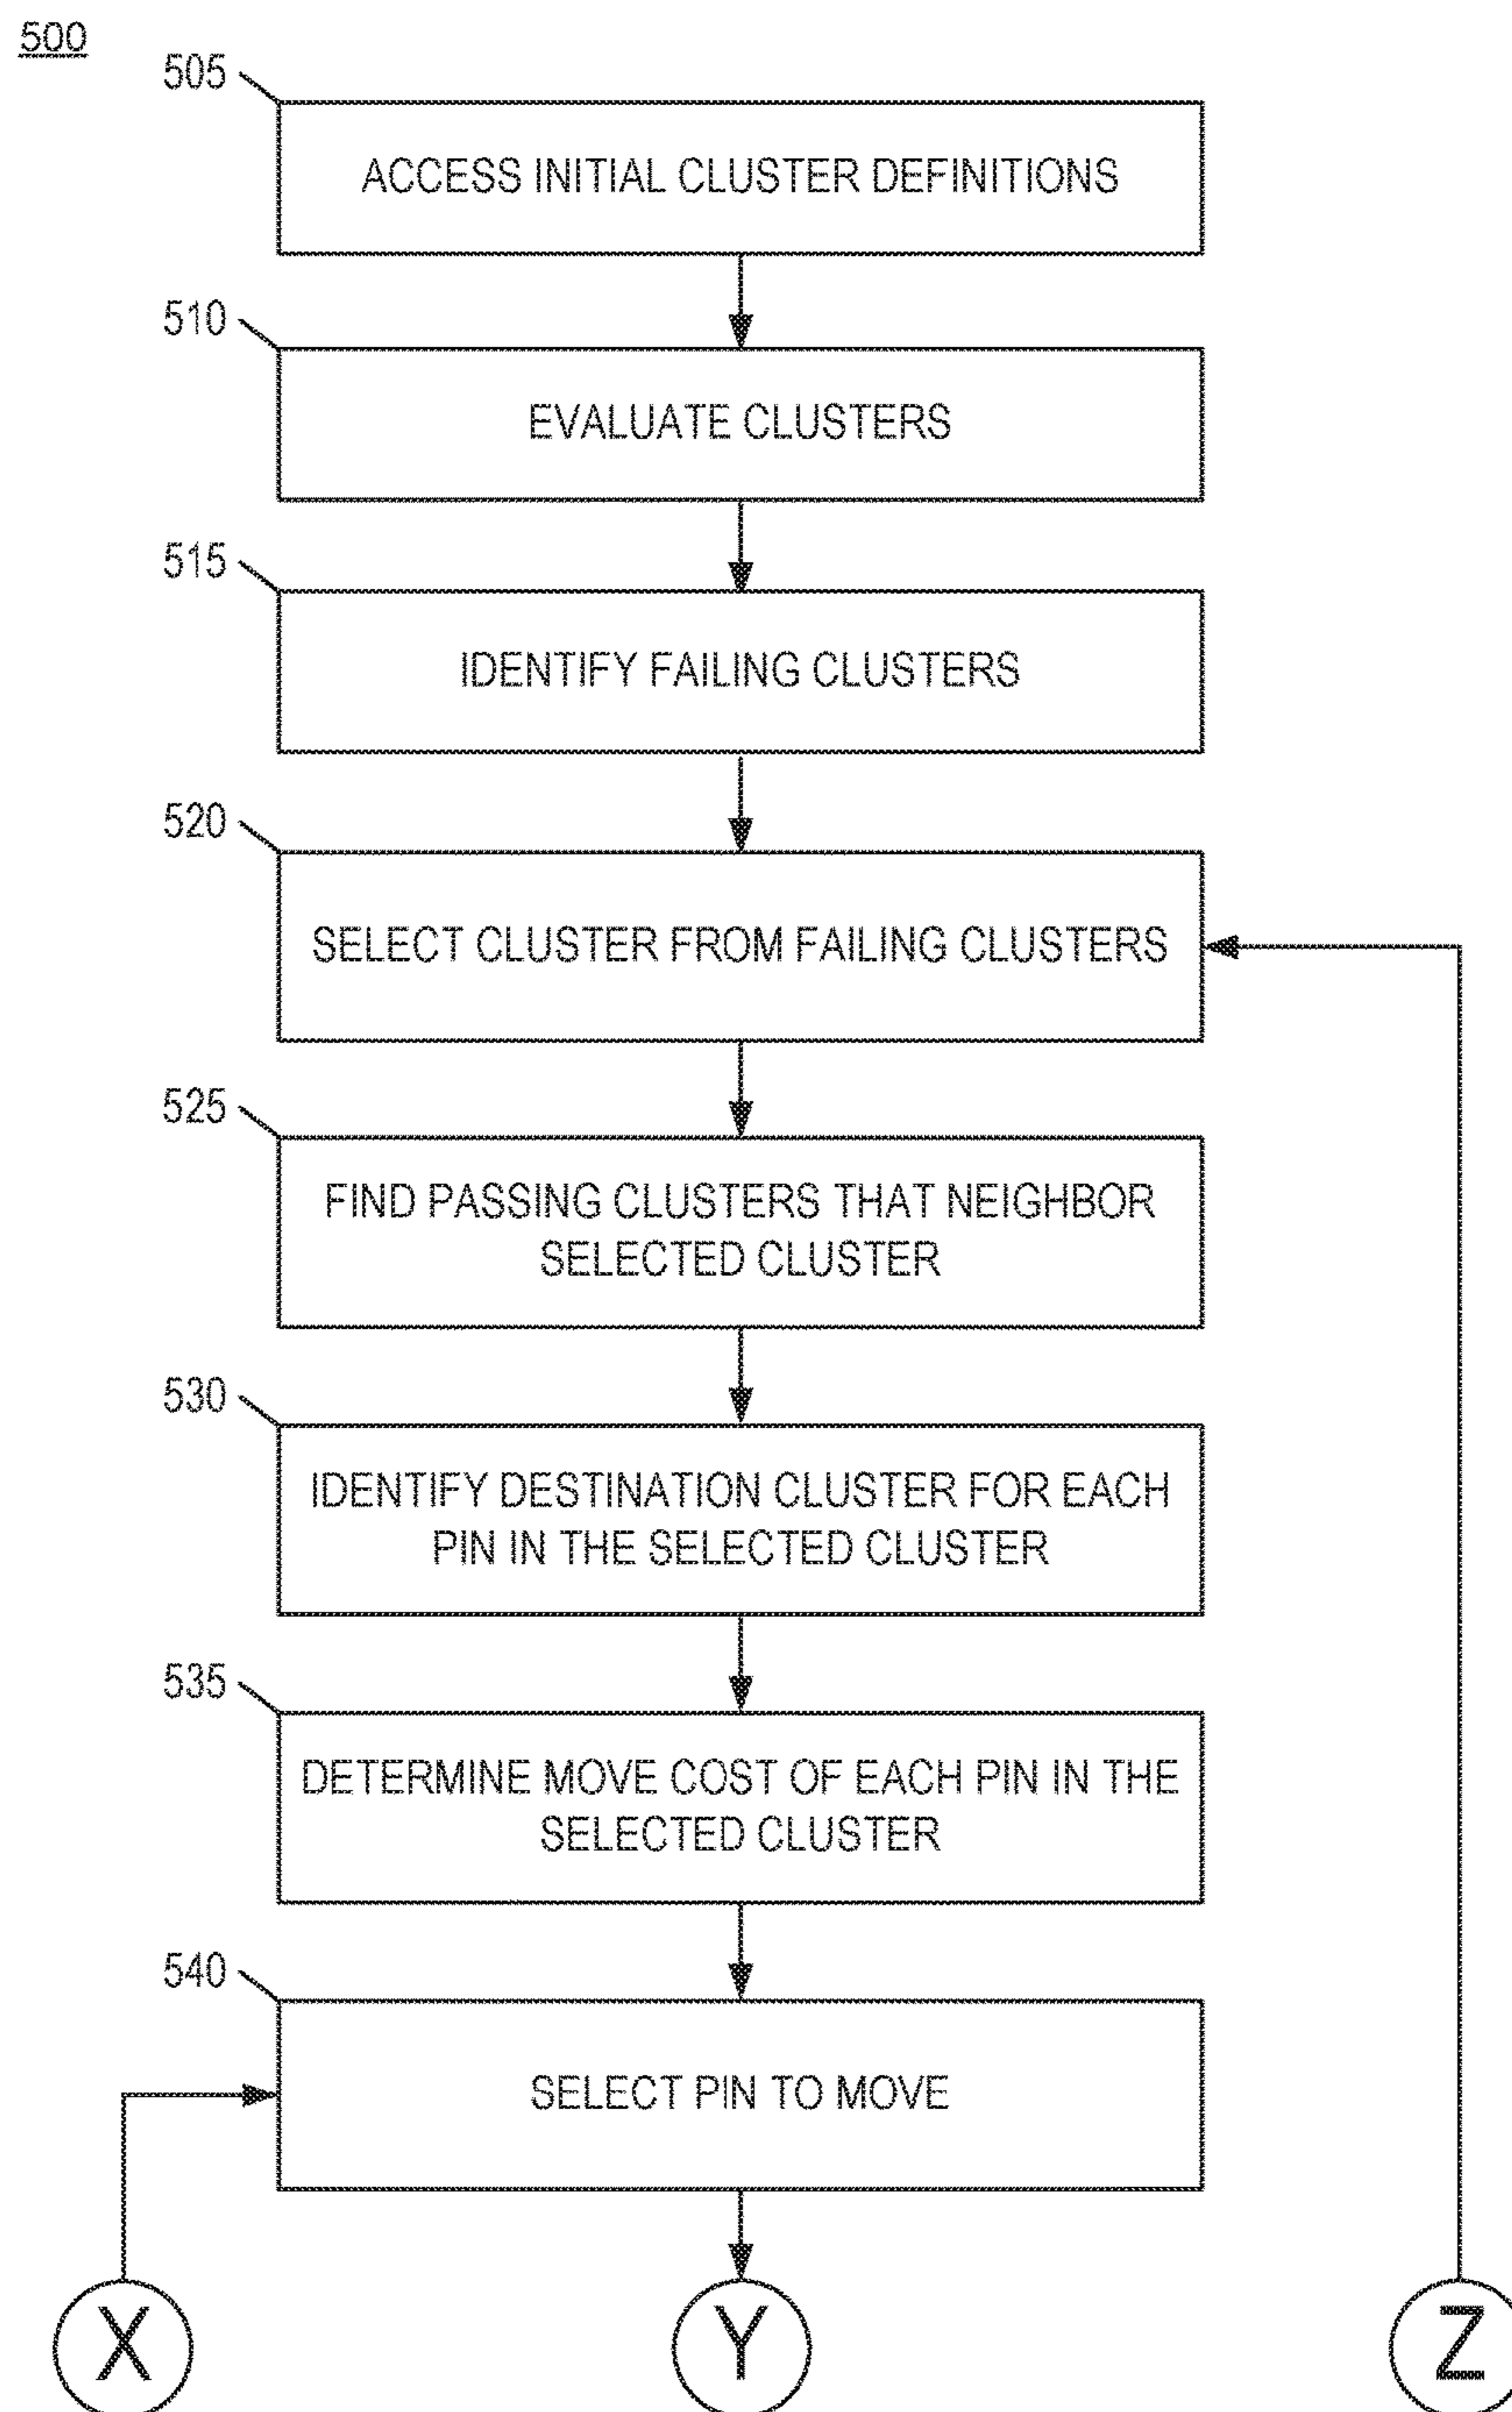 500
505
ACCESS INITIAL CLUSTER DEFINITIONS
510
EVALUATE CLUSTERS
515
IDENTIFY FAILING CLUSTERS
520
SELECT CLUSTER FROM FAILING CLUSTERS
525
FIND PASSING CLUSTERS THAT NEIGHBOR
SELECTED CLUSTER
530
IDENTIFY DESTINATION CLUSTER FOR EACH
PIN IN THE SELECTED CLUSTER
535
DETERMINE MOVE COST OF EACH PIN IN THE
SELECTED CLUSTER
540
SELECT PIN TO MOVE
X
Y
Z